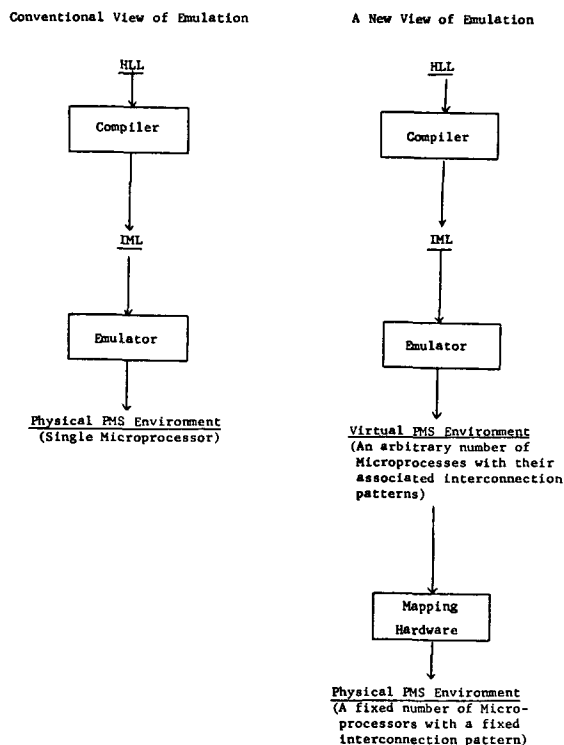 Conventional View of Emulation
HLL
Compiler
IML
Emulator
Physical PMS Environment
(Single Microprocessor)
A New View of Emulation
HLL
Compiler
IML
Emulator
Virtual PMS Environment
(An arbitrary number of
Microprocesses with their
associated interconnection
patterns)
Mapping
Hardware
Physical PMS Environment
(A fixed number of Micro-
processors with a fixed
interconnection pattern)